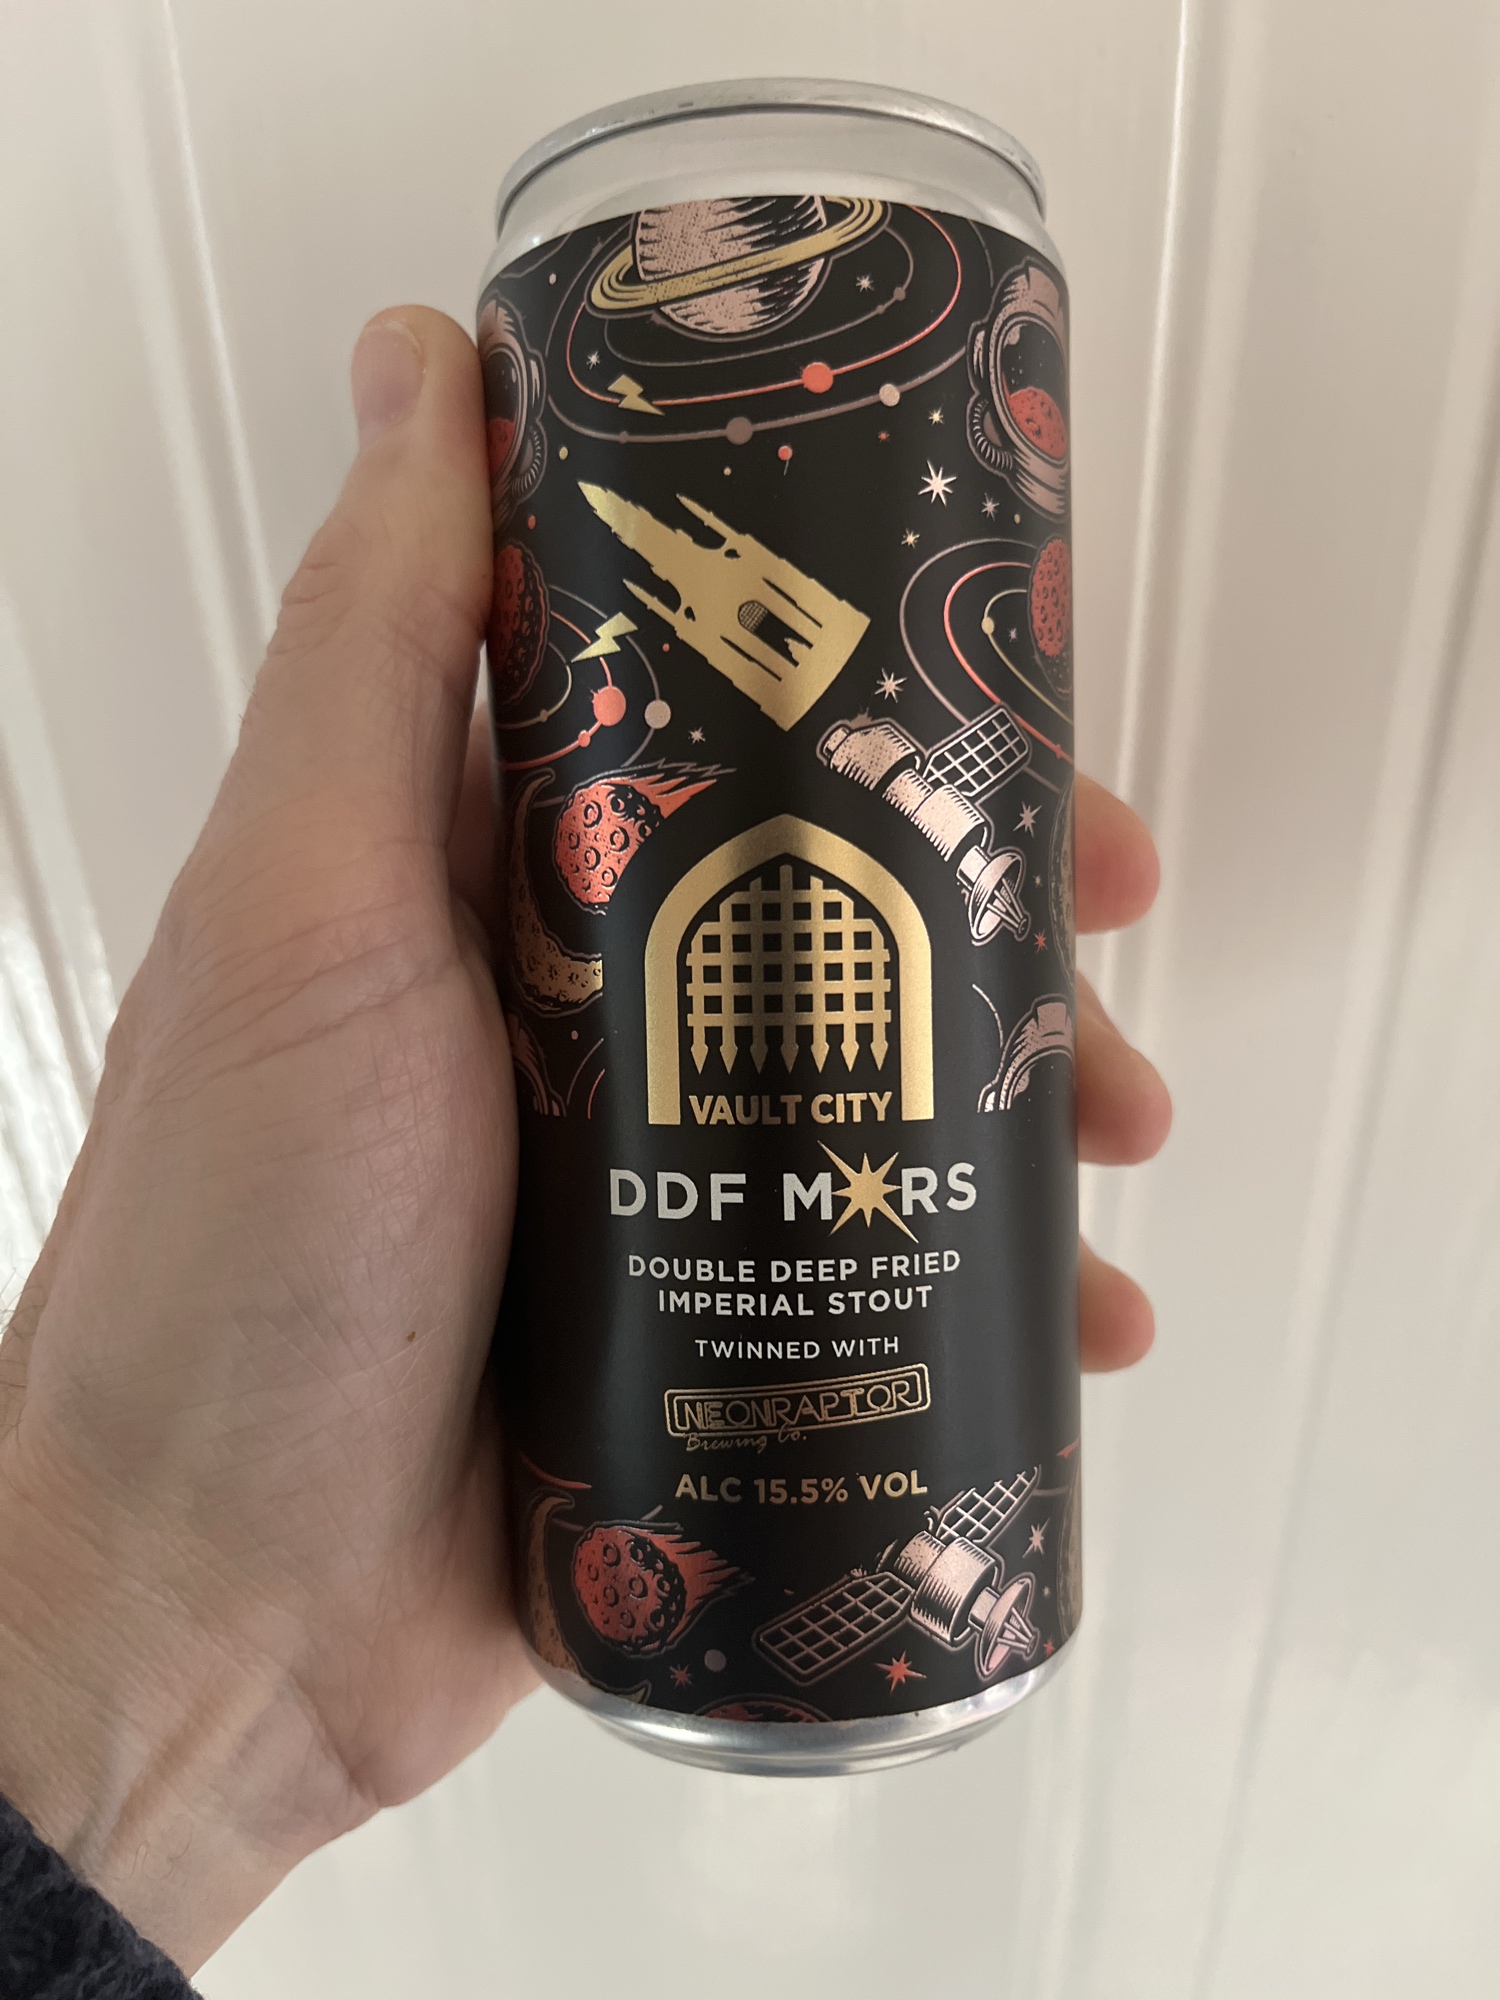 VAULT CITY
DDF M RS
DOUBLE DEEP FRIED
IMPERIAL STOUT
TWINNED WITH
NEONRAPTOR
Brewing Co.
ALC 15.5% VOL